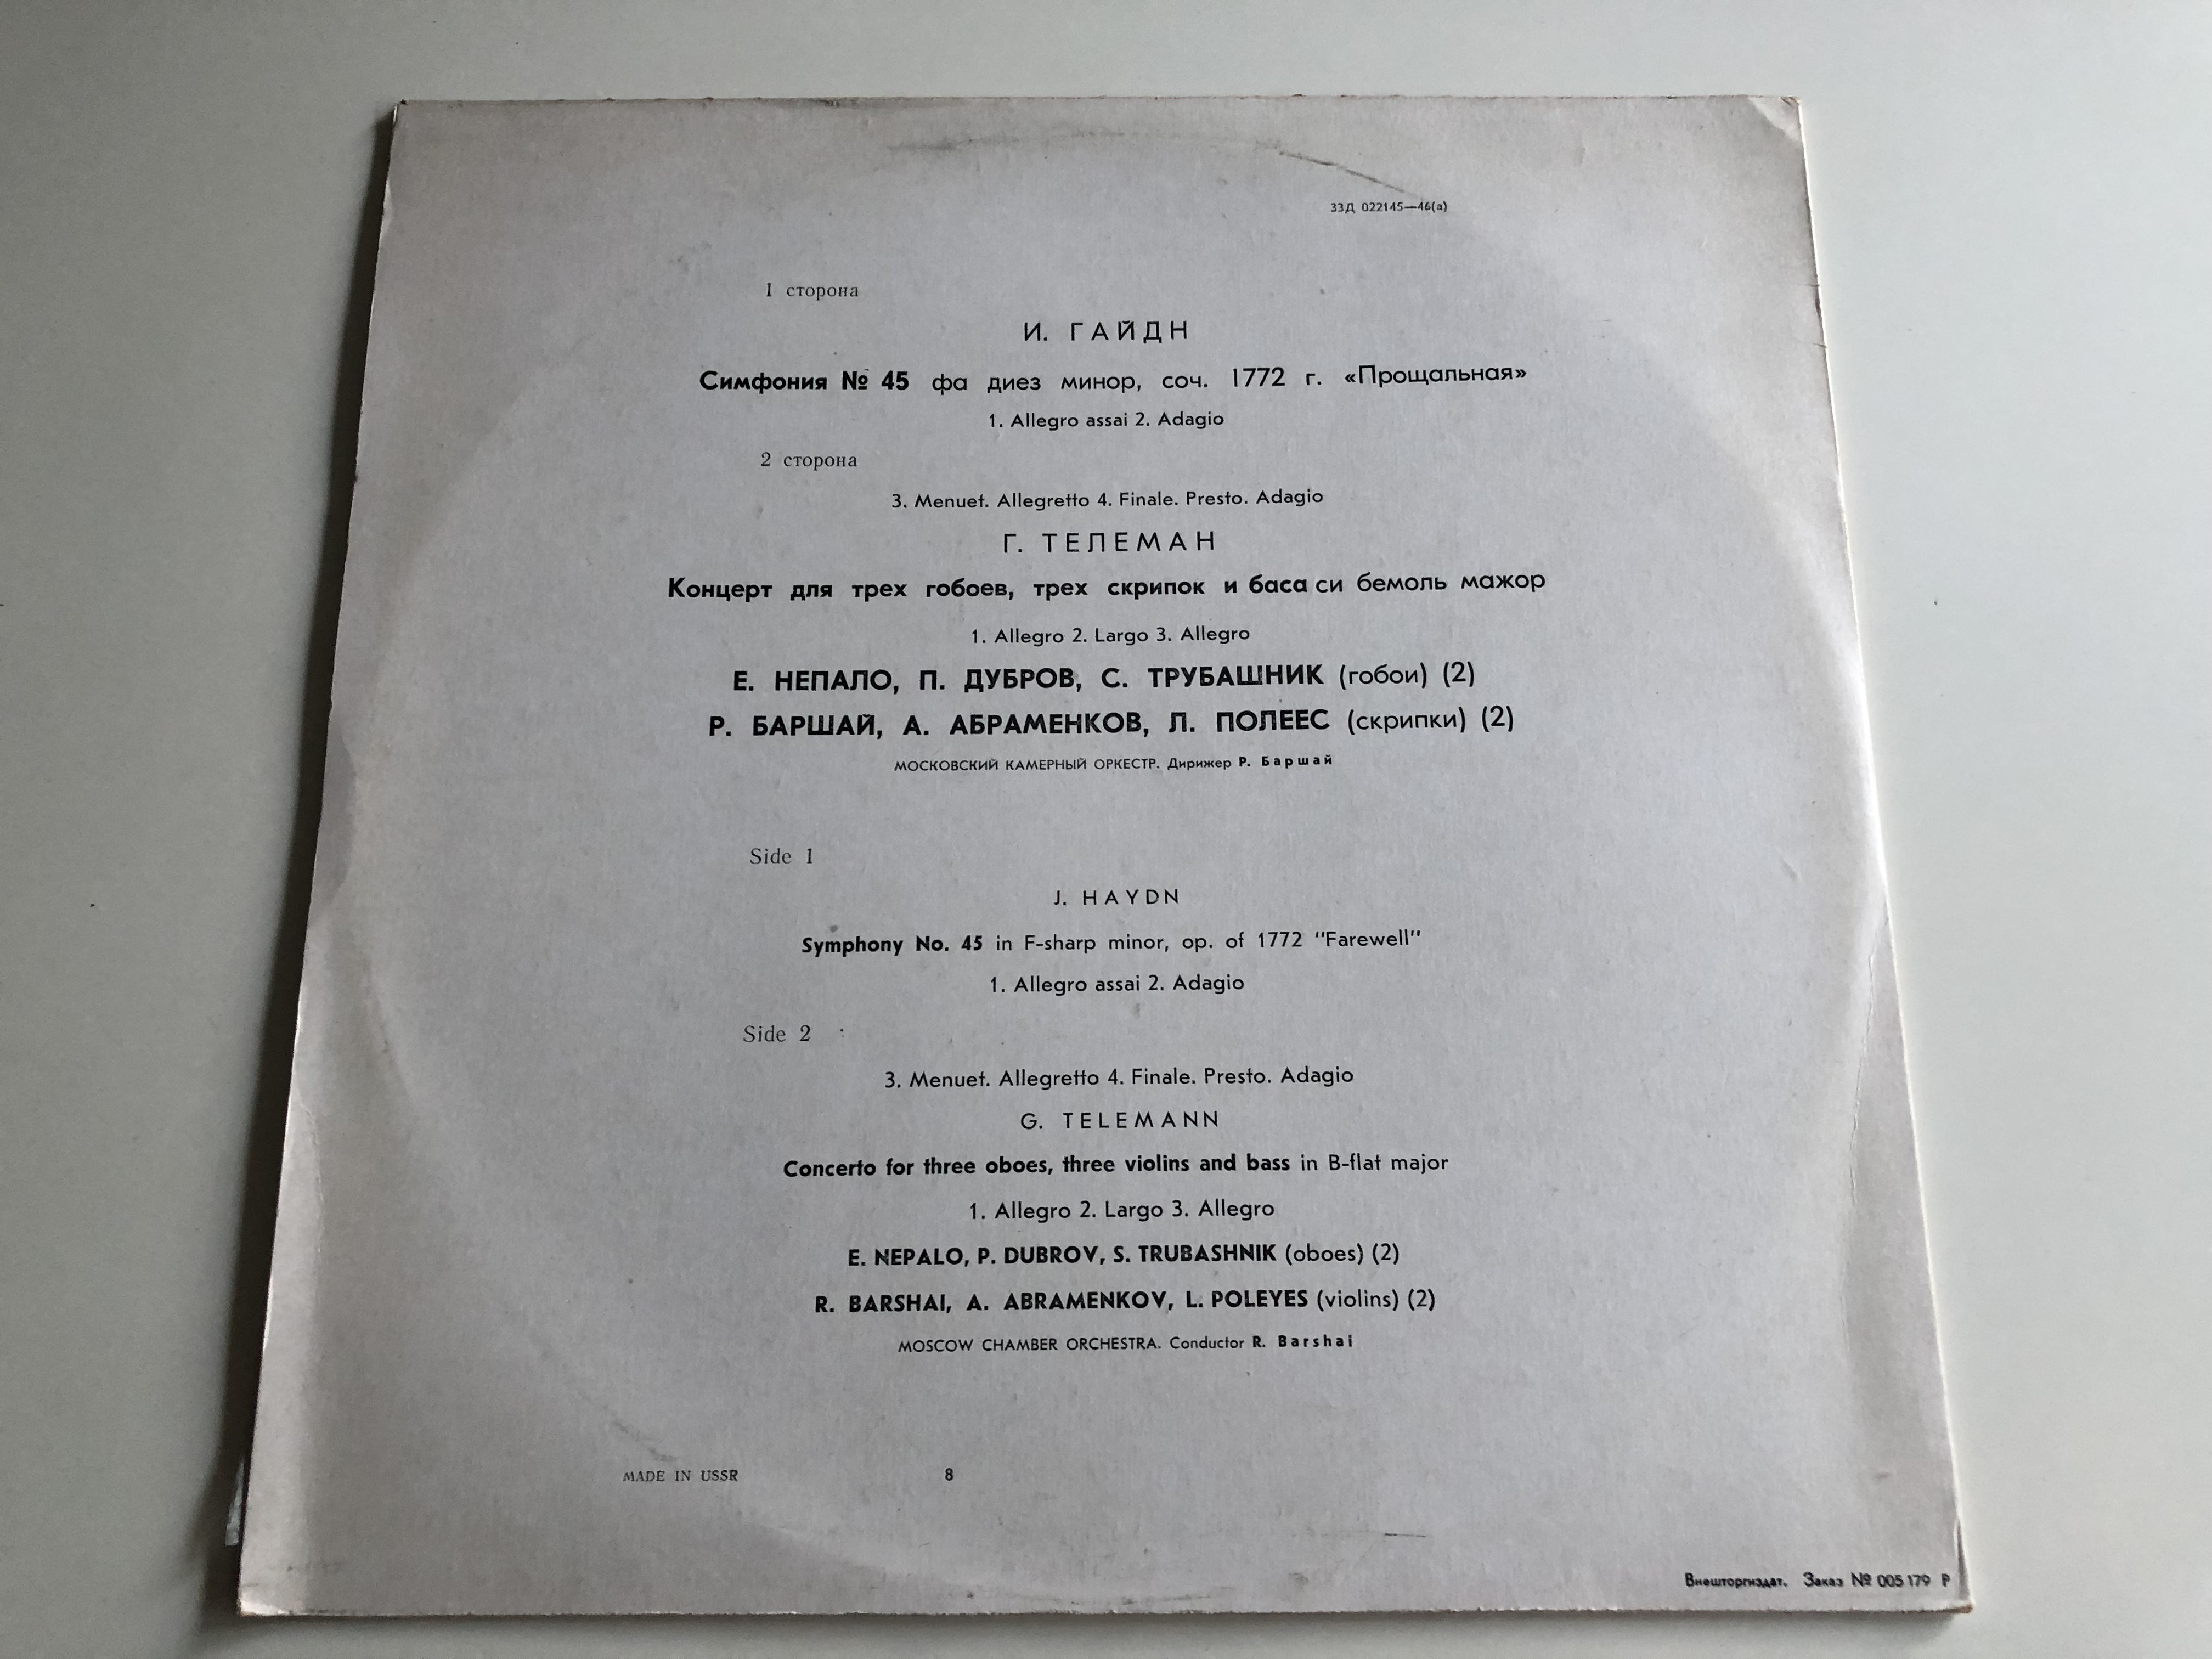 33Д 022145—46(а)
1 сторона
И. ГАЙДН
Симфония № 45 фа диез минор, соч. 1772 г. «Прощальная»
1. Allegro assai 2. Adagio
2 сторона
3. Menuet. Allegretto 4. Finale. Presto. Adagio
Г. ТЕЛЕМАН
Концерт для трех гобоев, трех скрипок и баса си бемоль мажор
1. Allegro 2. Largo 3. Allegro
Е. НЕПАЛО, П. ДУБРОВ, С. ТРУБАШНИК (гобои) (2)
Р. БАРШАЙ, А. АБРАМЕНКОВ, Л. ПОЛЕЕС (скрипки) (2)
МОСКОВСКИЙ КАМЕРНЫЙ ОРКЕСТР. Дирижер Р. Баршай
Side 1
J. HAYDN
Symphony No. 45 in F-sharp minor, op. of 1772 "Farewell"
1. Allegro assai 2. Adagio
Side 2
3. Menuet. Allegretto 4. Finale. Presto. Adagio
G. TELEMANN
Concerto for three oboes, three violins and bass in B-flat major
1. Allegro 2. Largo 3. Allegro
E. NEPALO, P. DUBROV, S. TRUBASHNIK (oboes) (2)
R. BARSHAI, A. ABRAMENKOV, L. POLEYES (violins) (2)
MOSCOW CHAMBER ORCHESTRA. Conductor R. Barshai
MADE IN USSR 8
Внешторгиздат. Заказ № 005179 Р